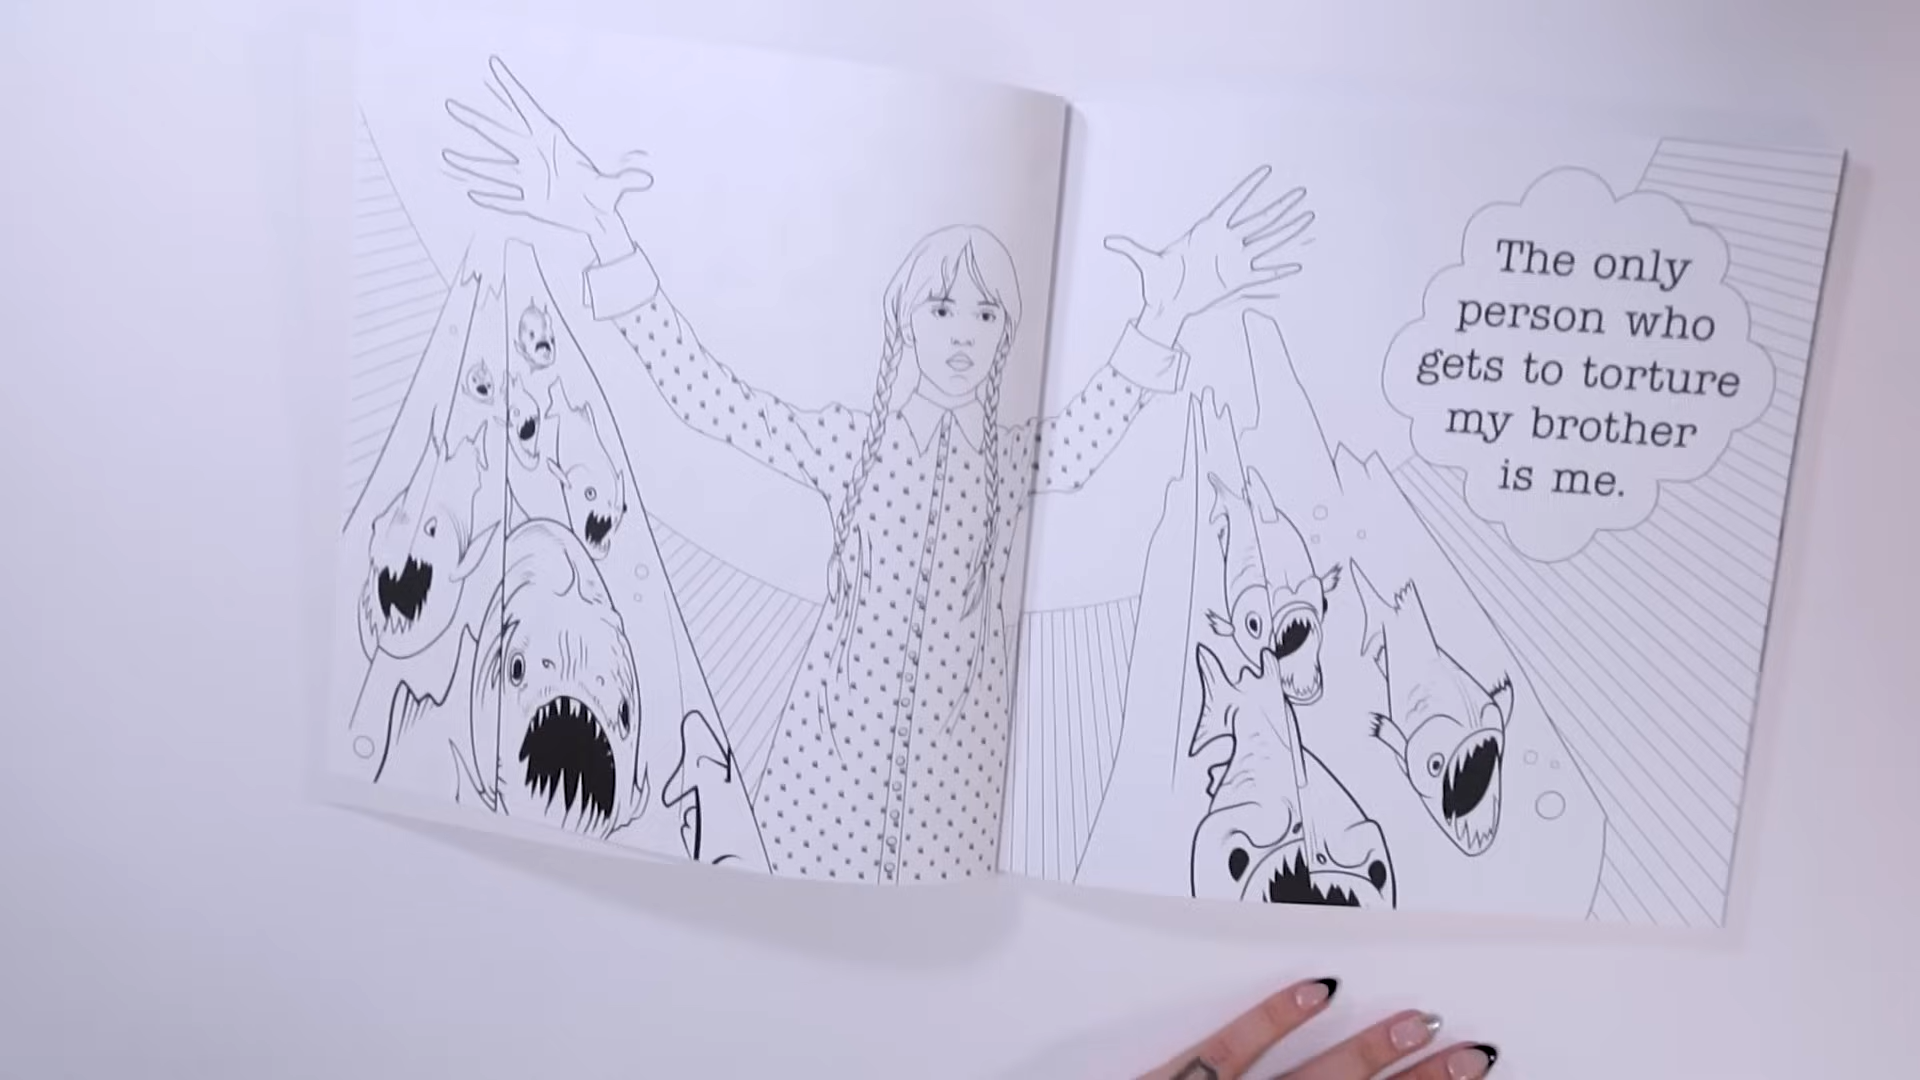 The only
person who
gets to torture
my brother
is me.